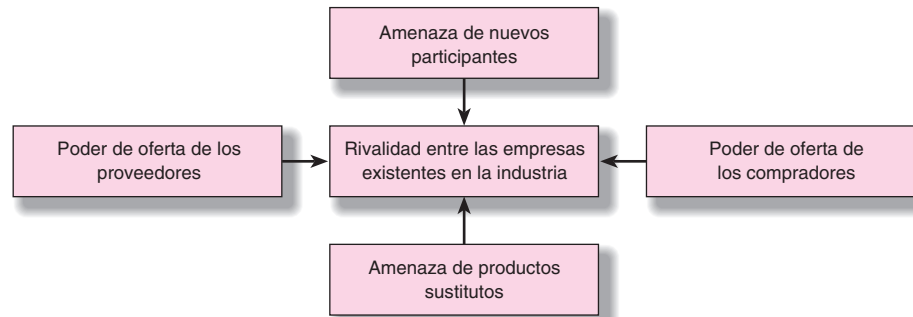 Amenaza de nuevos
participantes
Poder de oferta de los
proveedores
Rivalidad entre las empresas
existentes en la industria
Poder de oferta de
los compradores
Amenaza de productos
sustitutos